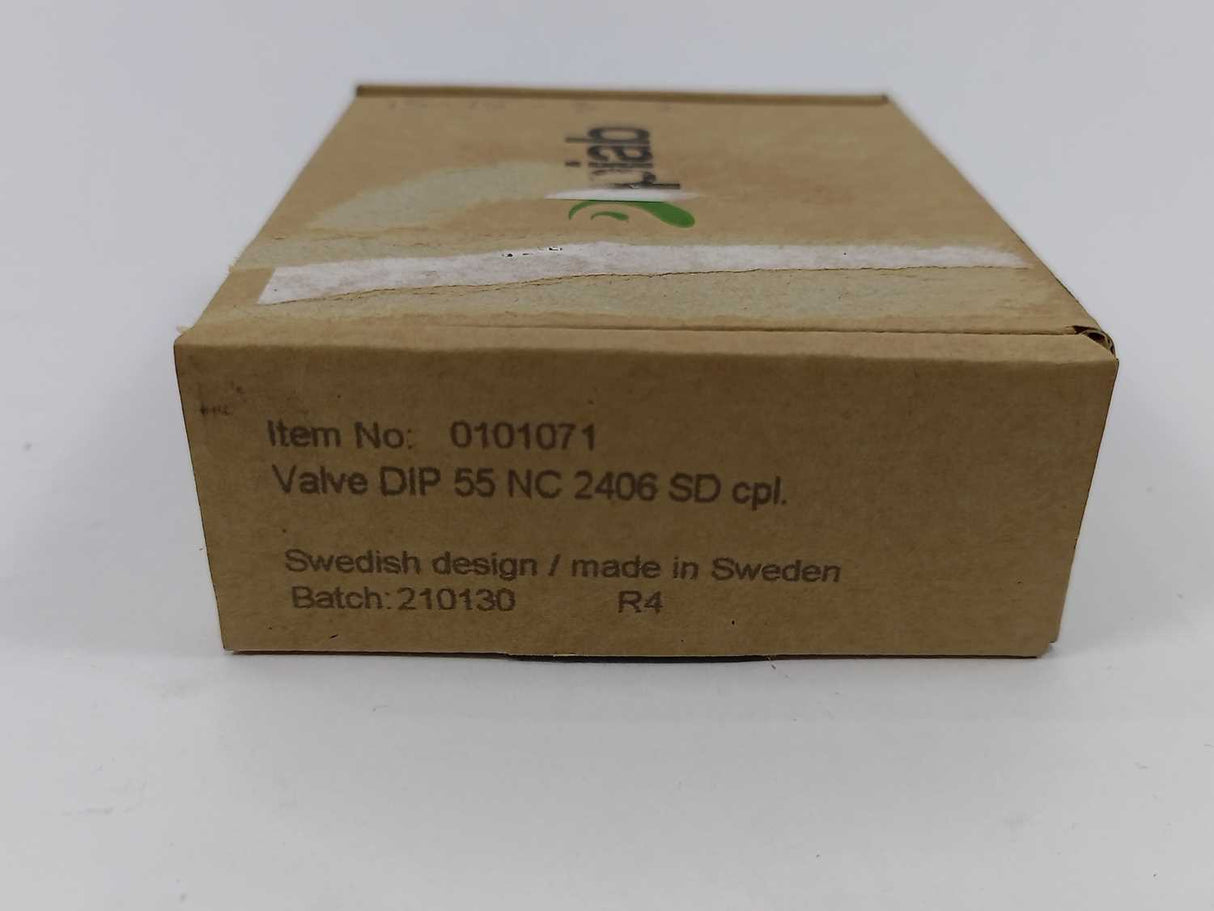 piab
Item No: 0101071
Valve DIP 55 NC 2406 SD cpl.
Swedish design / made in Sweden
Batch: 210130 R4